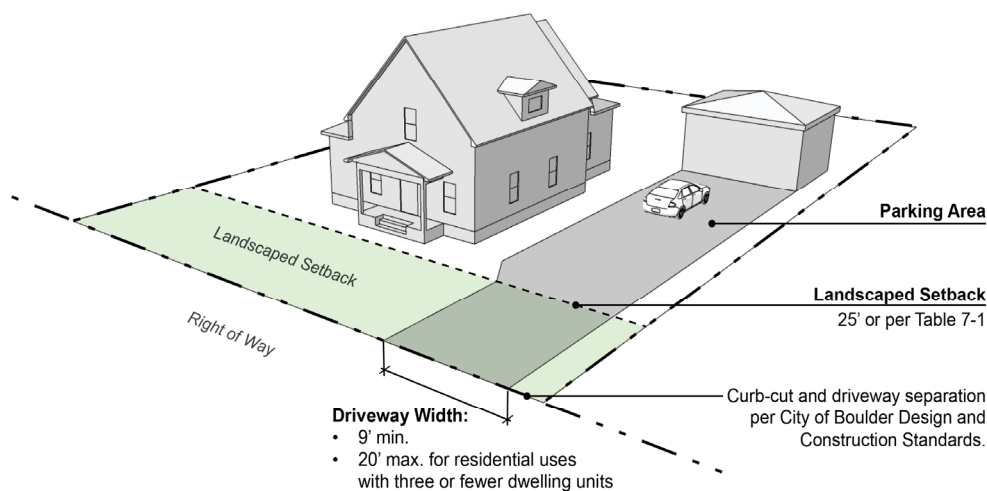 Landscaped Setback
Right of Way
Parking Area
Landscaped Setback
25’ or per Table 7-1
Curb-cut and driveway separation
per City of Boulder Design and
Construction Standards.
Driveway Width:
• 9’ min.
• 20’ max. for residential uses
with three or fewer dwelling units